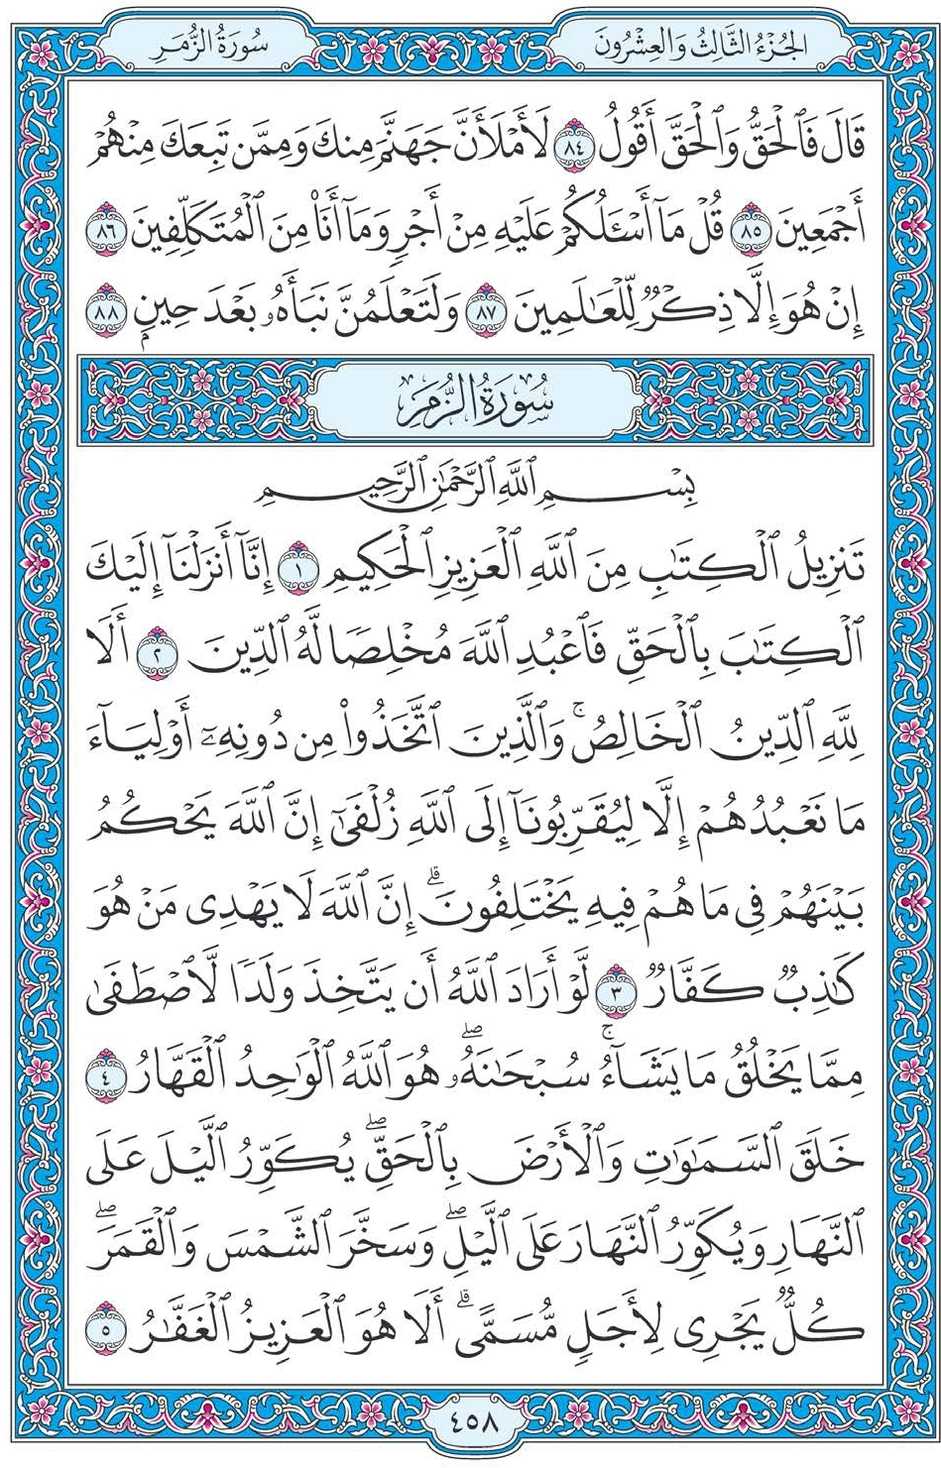 الجُزْءُ الثَّالِثُ وَالعِشْرُونَ
سُورَةُ الزُّمَرِ
قَالَ فَٱلْحَقُّ وَٱلْحَقَّ أَقُولُ ٨٤ لَأَمْلَأَنَّ جَهَنَّمَ مِنكَ وَمِمَّن تَبِعَكَ مِنْهُمْ
أَجْمَعِينَ ٨٥ قُلْ مَآ أَسْـَٔلُكُمْ عَلَيْهِ مِنْ أَجْرٍ وَمَآ أَنَا۠ مِنَ ٱلْمُتَكَلِّفِينَ ٨٦
إِنْ هُوَ إِلَّا ذِكْرٌ لِّلْعَـٰلَمِينَ ٨٧ وَلَتَعْلَمُنَّ نَبَأَهُۥ بَعْدَ حِينٍۭ ٨٨
سُورَةُ الزُّمَرِ
بِسْمِ ٱللَّهِ ٱلرَّحْمَـٰنِ ٱلرَّحِيمِ
تَنزِيلُ ٱلْكِتَـٰبِ مِنَ ٱللَّهِ ٱلْعَزِيزِ ٱلْحَكِيمِ ١ إِنَّآ أَنزَلْنَآ إِلَيْكَ
ٱلْكِتَـٰبَ بِٱلْحَقِّ فَٱعْبُدِ ٱللَّهَ مُخْلِصًا لَّهُ ٱلدِّينَ ٢ أَلَا
لِلَّهِ ٱلدِّينُ ٱلْخَالِصُ ۚ وَٱلَّذِينَ ٱتَّخَذُوا۟ مِن دُونِهِۦٓ أَوْلِيَآءَ
مَا نَعْبُدُهُمْ إِلَّا لِيُقَرِّبُونَآ إِلَى ٱللَّهِ زُلْفَىٰٓ إِنَّ ٱللَّهَ يَحْكُمُ
بَيْنَهُمْ فِى مَا هُمْ فِيهِ يَخْتَلِفُونَ ۗ إِنَّ ٱللَّهَ لَا يَهْدِى مَنْ هُوَ
كَـٰذِبٌ كَفَّارٌ ٣ لَّوْ أَرَادَ ٱللَّهُ أَن يَتَّخِذَ وَلَدًا لَّٱصْطَفَىٰ
مِمَّا يَخْلُقُ مَا يَشَآءُ ۚ سُبْحَـٰنَهُۥ ۖ هُوَ ٱللَّهُ ٱلْوَٰحِدُ ٱلْقَهَّارُ ٤
خَلَقَ ٱلسَّمَـٰوَٰتِ وَٱلْأَرْضَ بِٱلْحَقِّ ۖ يُكَوِّرُ ٱلَّيْلَ عَلَى
ٱلنَّهَارِ وَيُكَوِّرُ ٱلنَّهَارَ عَلَى ٱلَّيْلِ ۖ وَسَخَّرَ ٱلشَّمْسَ وَٱلْقَمَرَ ۖ
كُلٌّ يَجْرِى لِأَجَلٍ مُّسَمًّى ۗ أَلَا هُوَ ٱلْعَزِيزُ ٱلْغَفَّـٰرُ ٥
٤٥٨